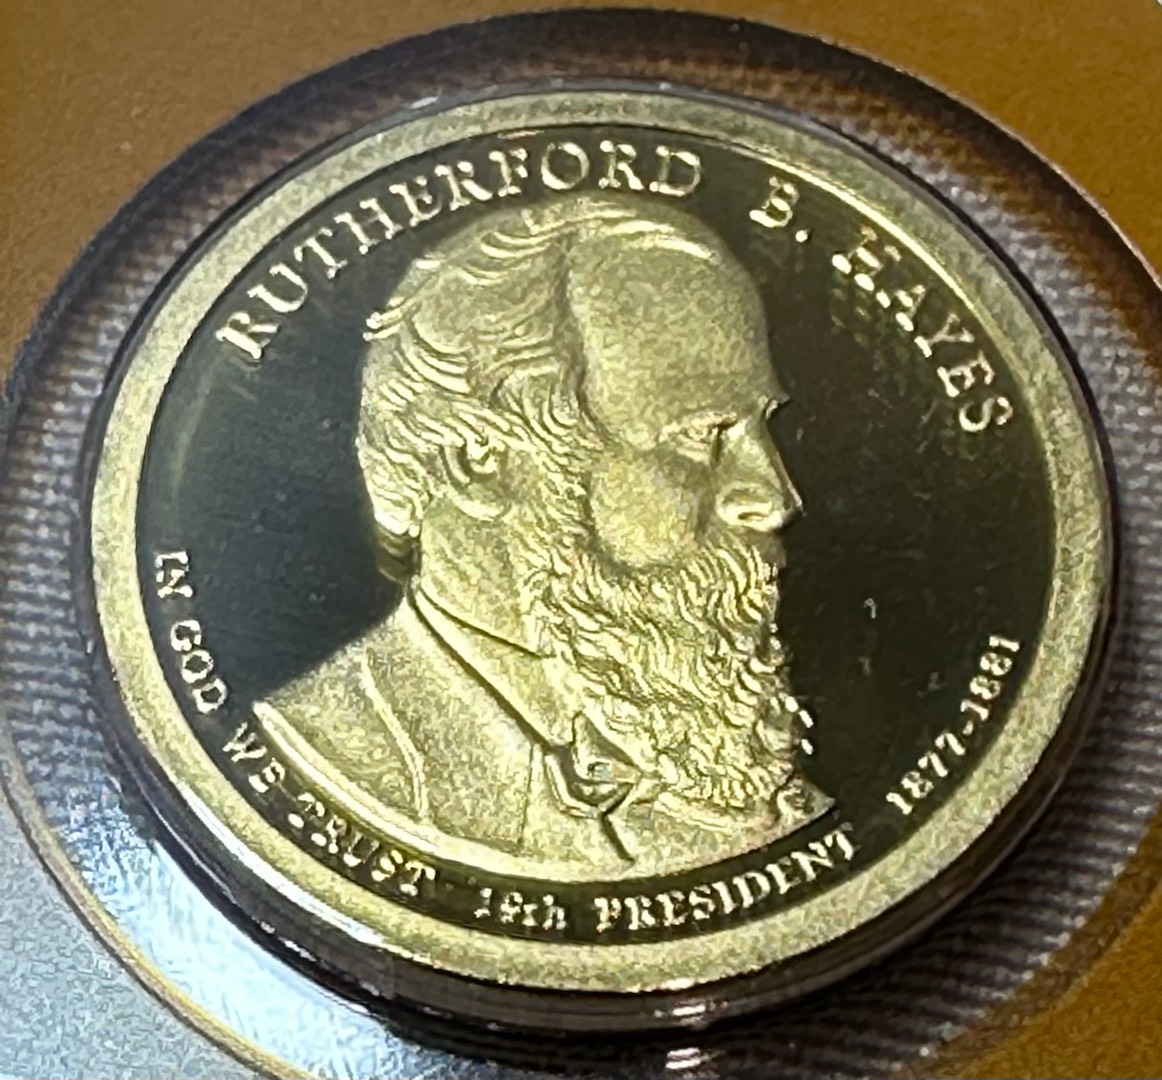 RUTHERFORD B. HAYES
IN GOD WE TRUST 19th PRESIDENT 1877-1881